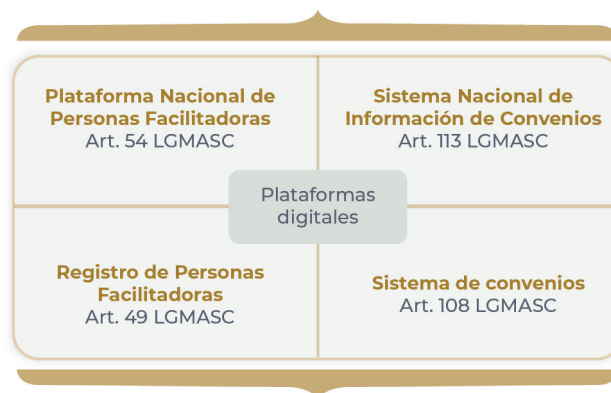 Plataforma Nacional de
Personas Facilitadoras
Art. 54 LGMASC
Sistema Nacional de
Información de Convenios
Art. 113 LGMASC
Plataformas
digitales
Registro de Personas
Facilitadoras
Art. 49 LGMASC
Sistema de convenios
Art. 108 LGMASC